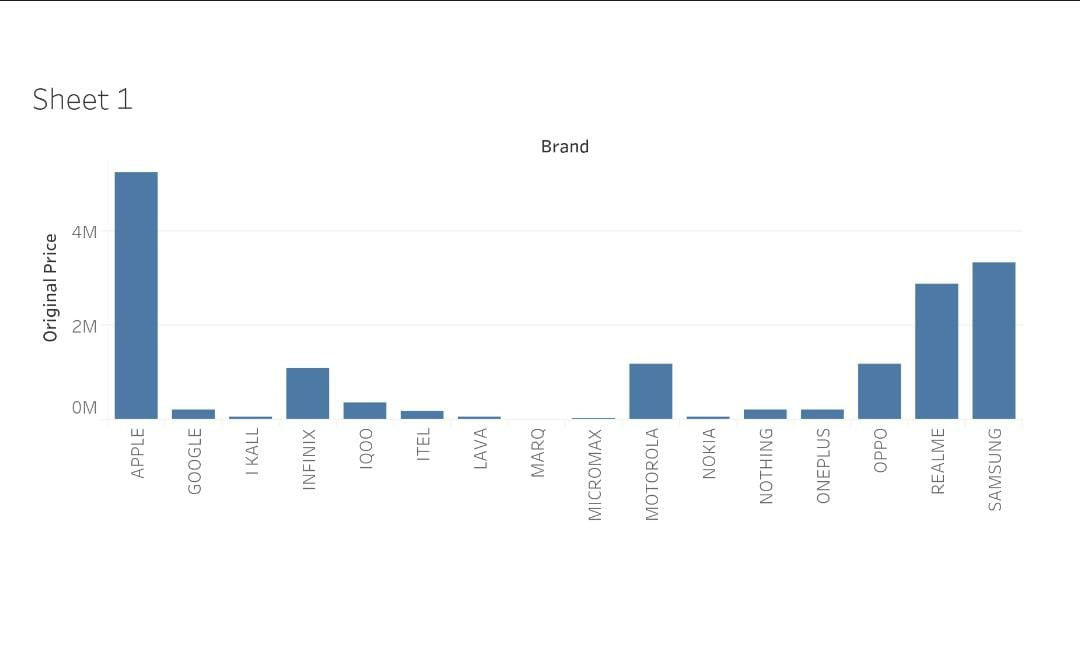 Sheet 1
Brand
Original Price
4M
2M
0M
APPLE
GOOGLE
I KALL
INFINIX
IQOO
ITEL
LAVA
MARQ
MICROMAX
MOTOROLA
NOKIA
NOTHING
ONEPLUS
OPPO
REALME
SAMSUNG